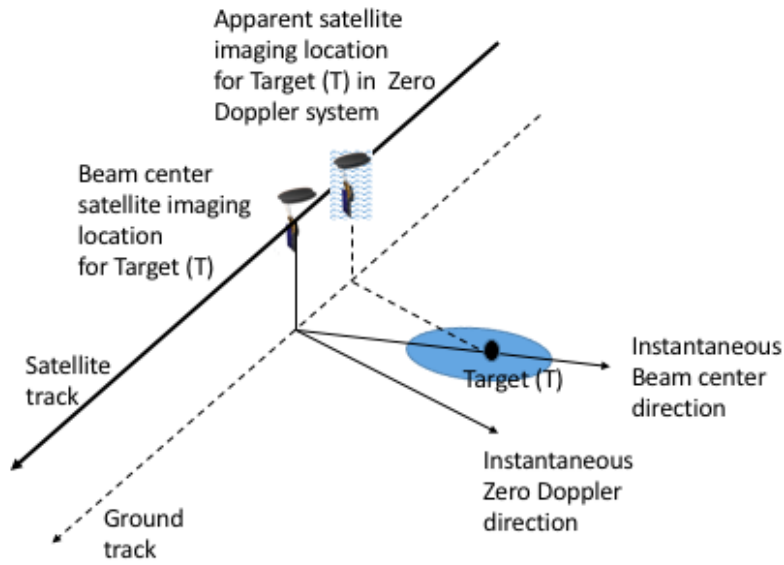 Apparent satellite
imaging location
for Target (T) in Zero
Doppler system
Beam center
satellite imaging
location
for Target (T)
Satellite
track
Ground
track
Target (T)
Instantaneous
Beam center
direction
Instantaneous
Zero Doppler
direction